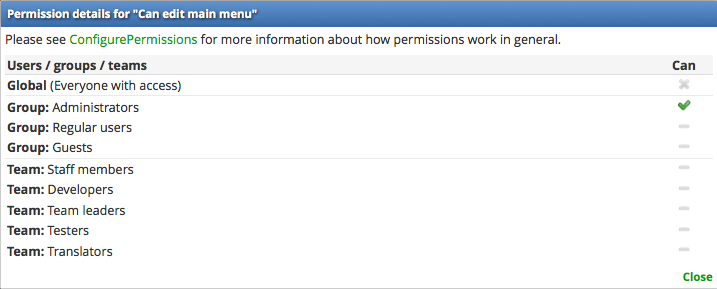 Permission details for "Can edit main menu"
Please see ConfigurePermissions for more information about how permissions work in general.
Users / groups / teams Can
Global (Everyone with access)
Group: Administrators
Group: Regular users
Group: Guests
Team: Staff members
Team: Developers
Team: Team leaders
Team: Testers
Team: Translators
Close